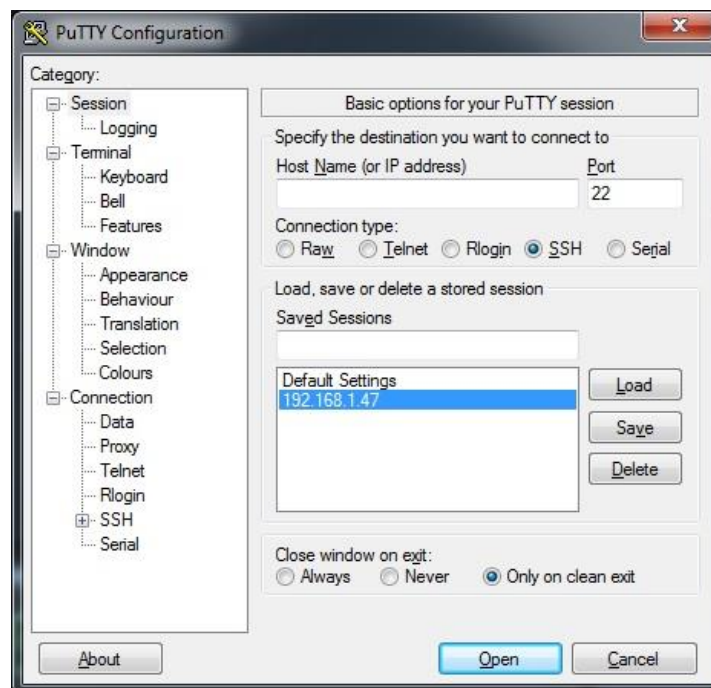 PuTTY Configuration
Category:
Session
Logging
Terminal
Keyboard
Bell
Features
Window
Appearance
Behaviour
Translation
Selection
Colours
Connection
Data
Proxy
Telnet
Rlogin
SSH
Serial
Basic options for your PuTTY session
Specify the destination you want to connect to
Host Name (or IP address) Port
22
Connection type:
Raw Telnet Rlogin SSH Serial
Load, save or delete a stored session
Saved Sessions
Default Settings
192.168.1.47
Load
Save
Delete
Close window on exit:
Always Never Only on clean exit
About Open Cancel